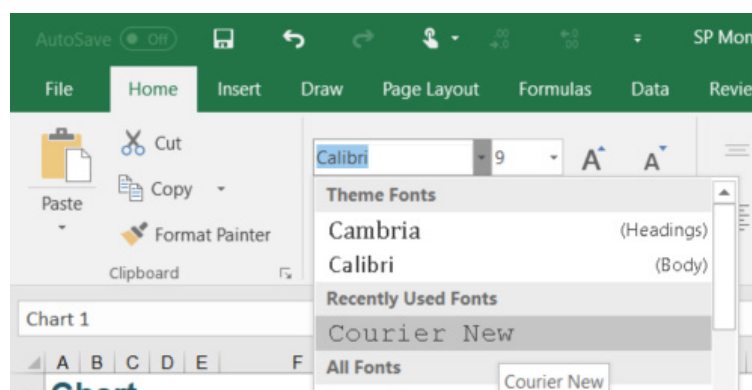 AutoSave Off SP Mon
File Home Insert Draw Page Layout Formulas Data Revie
Cut
Calibri 9 A A
Copy
Paste
Format Painter
Clipboard
Theme Fonts
Cambria (Headings)
Calibri (Body)
Recently Used Fonts
Courier New
All Fonts
Courier New
Chart 1
A B C D E F
Chart